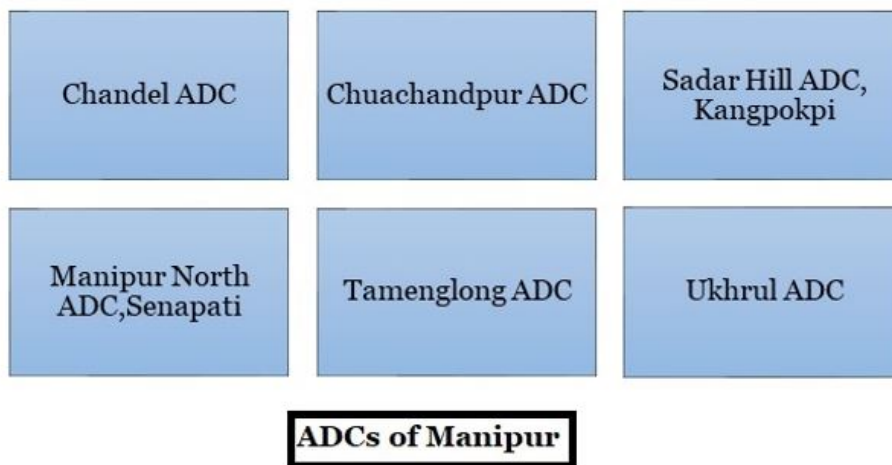 Chandel ADC
Chuachandpur ADC
Sadar Hill ADC,
Kangpokpi
Manipur North
ADC,Senapati
Tamenglong ADC
Ukhrul ADC
ADCs of Manipur